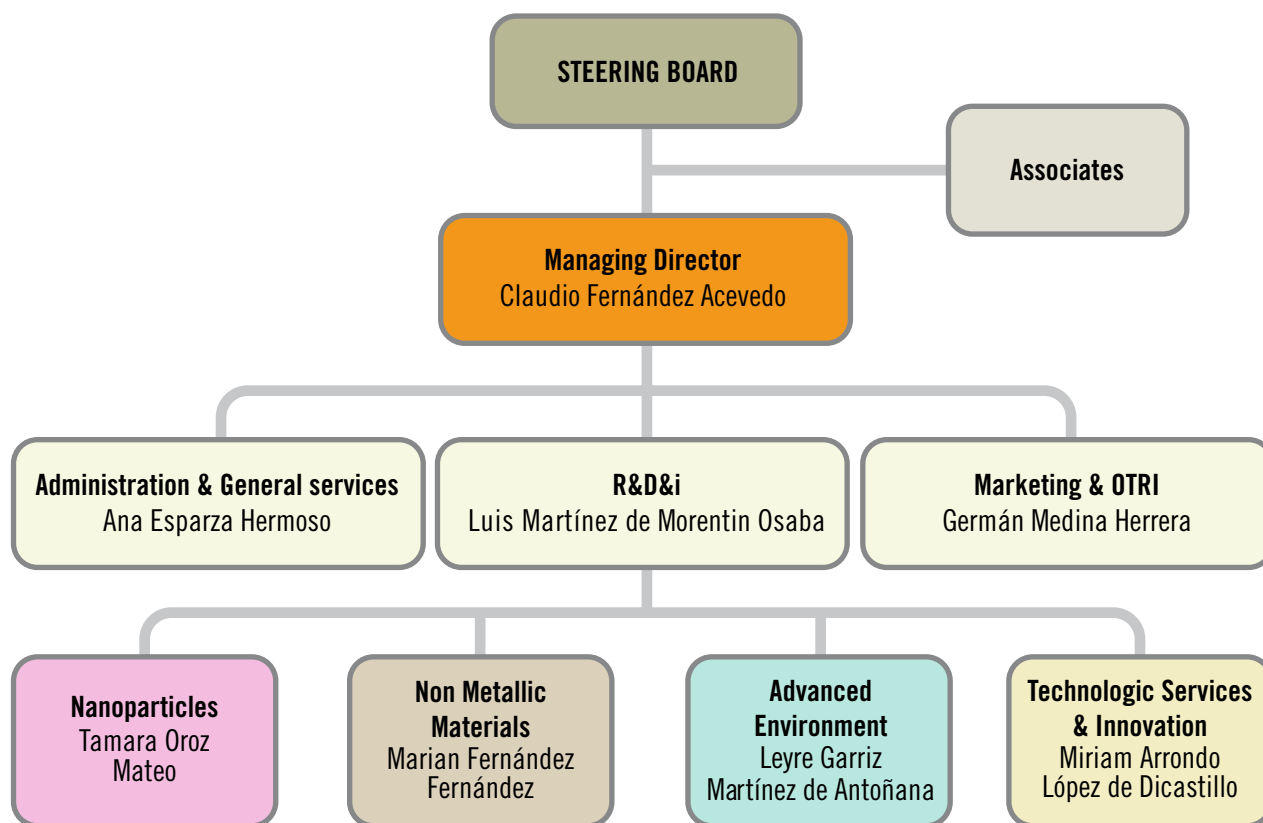 STEERING BOARD
Associates
Managing Director
Claudio Fernández Acevedo
Administration & General services
Ana Esparza Hermoso
R&D&i
Luis Martínez de Morentin Osaba
Marketing & OTRI
Germán Medina Herrera
Nanoparticles
Tamara Oroz
Mateo
Non Metallic
Materials
Marian Fernández
Fernández
Advanced
Environment
Leyre Garriz
Martínez de Antoñana
Technologic Services
& Innovation
Miriam Arrondo
López de Dicastillo